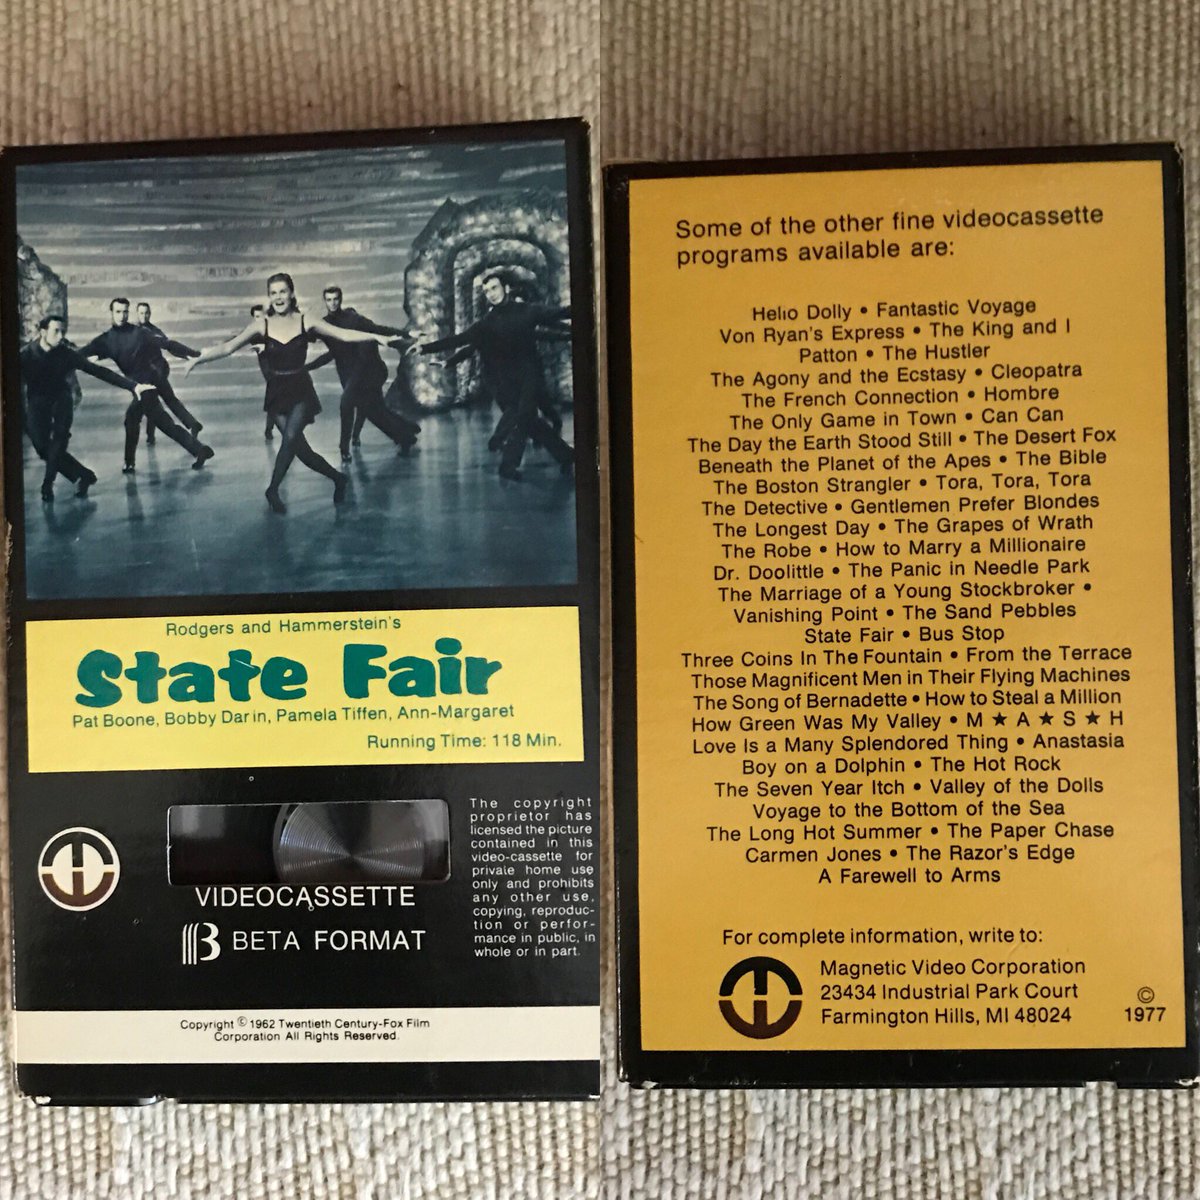 Rodgers and Hammerstein's
State Fair
Pat Boone, Bobby Darin, Pamela Tiffen, Ann-Margaret
Running Time: 118 Min.
The copyright
proprietor has
licensed the picture
contained in this
video-cassette for
private home use
only and prohibits
any other use,
copying, reproduc-
tion or perfor-
mance in public, in
whole or in part.
VIDEOCASSETTE
B BETA FORMAT
Copyright © 1962 Twentieth Century-Fox Film
Corporation All Rights Reserved.
Some of the other fine videocassette
programs available are:
Hello Dolly • Fantastic Voyage
Von Ryan's Express • The King and I
Patton • The Hustler
The Agony and the Ecstasy • Cleopatra
The French Connection • Hombre
The Only Game in Town • Can Can
The Day the Earth Stood Still • The Desert Fox
Beneath the Planet of the Apes • The Bible
The Boston Strangler • Tora, Tora, Tora
The Detective • Gentlemen Prefer Blondes
The Longest Day • The Grapes of Wrath
The Robe • How to Marry a Millionaire
Dr. Doolittle • The Panic in Needle Park
The Marriage of a Young Stockbroker •
Vanishing Point • The Sand Pebbles
State Fair • Bus Stop
Three Coins In The Fountain • From the Terrace
Those Magnificent Men in Their Flying Machines
The Song of Bernadette • How to Steal a Million
How Green Was My Valley • M ★ A ★ S ★ H
Love Is a Many Splendored Thing • Anastasia
Boy on a Dolphin • The Hot Rock
The Seven Year Itch • Valley of the Dolls
Voyage to the Bottom of the Sea
The Long Hot Summer • The Paper Chase
Carmen Jones • The Razor's Edge
A Farewell to Arms
For complete information, write to:
Magnetic Video Corporation
23434 Industrial Park Court
Farmington Hills, MI 48024
©
1977